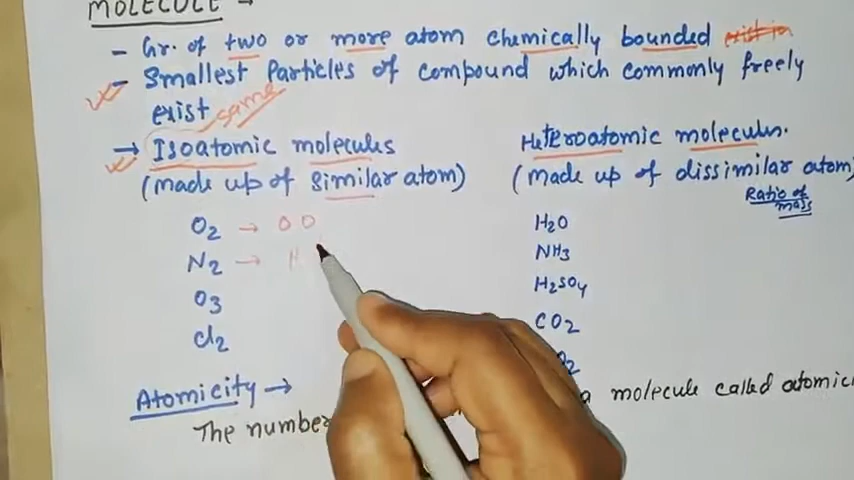 MOLECULE →
- Gr. of two or more atom chemically bounded
- Smallest Particles of compound which commonly freely
exist same
→ Isoatomic molecules
(made up of similar atom)
O2 → O O
N2 →
O3
Cl2
Heteroatomic molecules.
(made up of dissimilar atom)
Ratio of
mass
H2O
NH3
H2SO4
CO2
Atomicity →
The number a molecule called